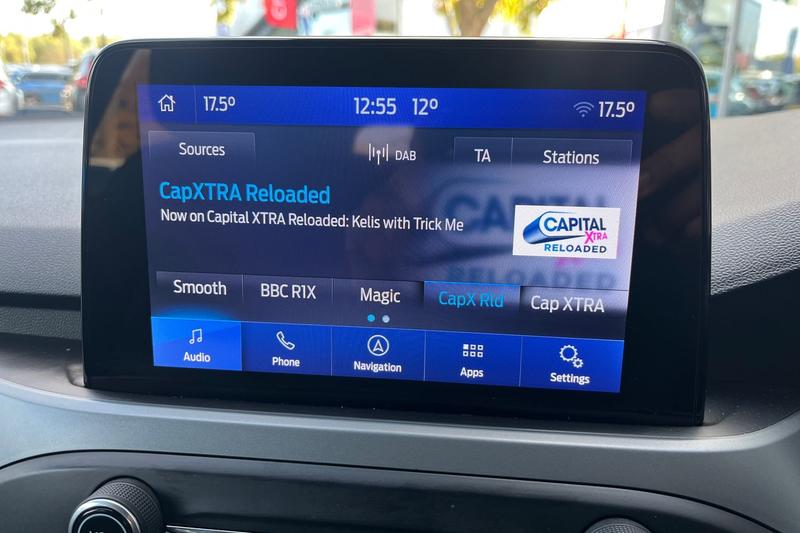 17.5° 12:55 12° 17.5°
Sources DAB TA Stations
CapXTRA Reloaded
Now on Capital XTRA Reloaded: Kelis with Trick Me
CAPITAL
XTRA
RELOADED
Smooth BBC R1X Magic CapX Rld Cap XTRA
Audio Phone Navigation Apps Settings